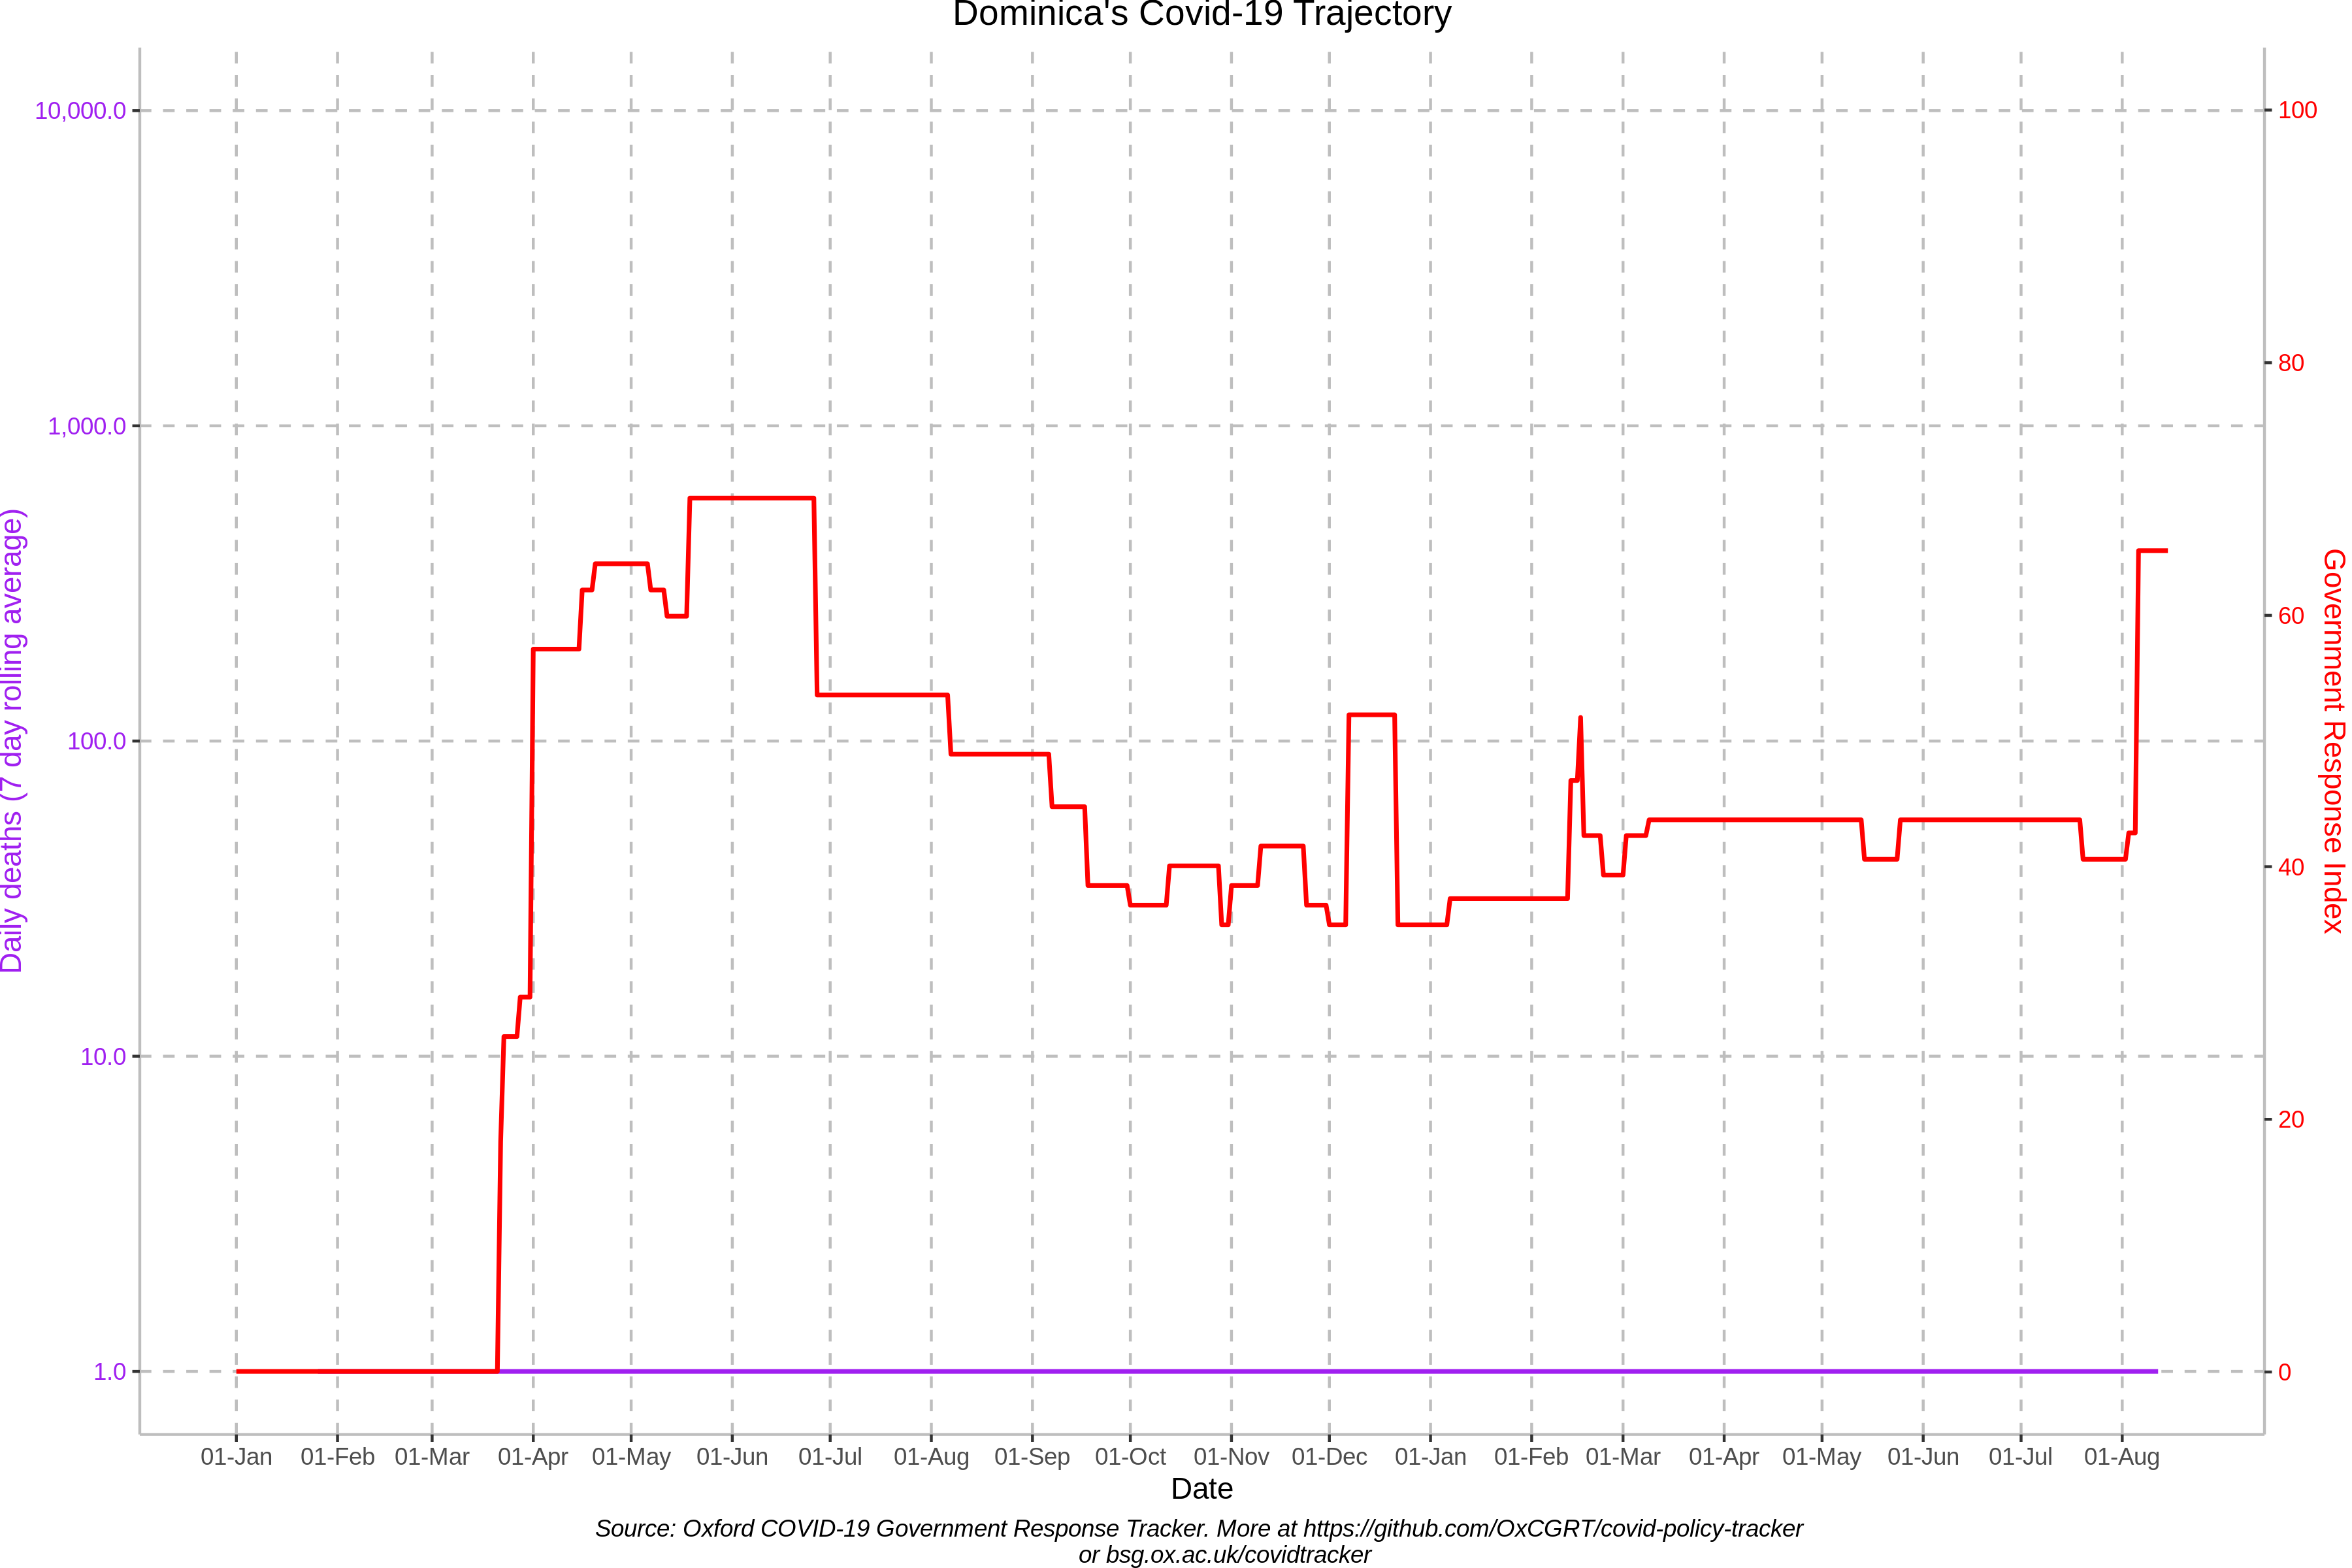 Dominica's Covid-19 Trajectory
Daily deaths (7 day rolling average)
10,000.0
1,000.0
100.0
10.0
1.0
100
80
60
40
20
0
Government Response Index
01-Jan 01-Feb 01-Mar 01-Apr 01-May 01-Jun 01-Jul 01-Aug 01-Sep 01-Oct 01-Nov 01-Dec 01-Jan 01-Feb 01-Mar 01-Apr 01-May 01-Jun 01-Jul 01-Aug
Date
Source: Oxford COVID-19 Government Response Tracker. More at https://github.com/OxCGRT/covid-policy-tracker
or bsg.ox.ac.uk/covidtracker